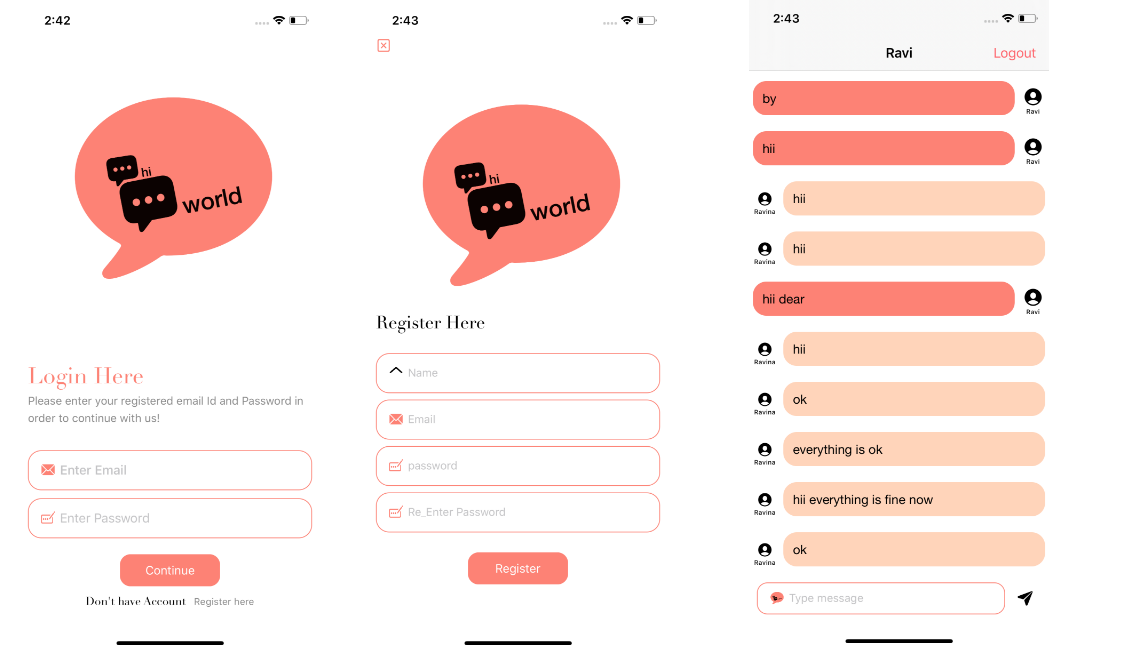 2:42
hi
world
Login Here
Please enter your registered email Id and Password in
order to continue with us!
Enter Email
Enter Password
Continue
Don't have Account Register here
2:43
hi
world
Register Here
Name
Email
password
Re_Enter Password
Register
2:43
Ravi Logout
by
Ravi
hii
Ravi
hii
Ravina
hii
Ravina
hii dear
Ravi
hii
Ravina
ok
Ravina
everything is ok
Ravina
hii everything is fine now
Ravina
ok
Ravina
Type message